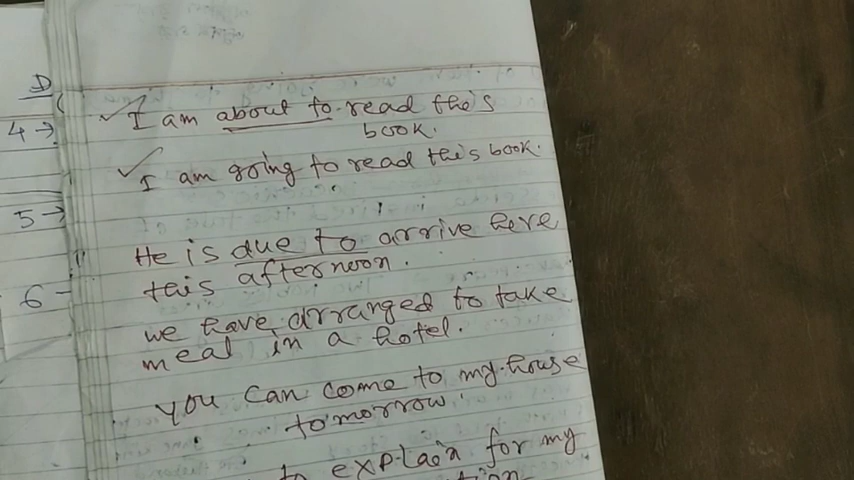 D
4 →
5 →
6 -
I am about to read this
book.
I am going to read this book.
He is due to arrive here
this afternoon.
we have arranged to take
meal in a hotel.
you can come to my house
tomorrow.
to explain for my